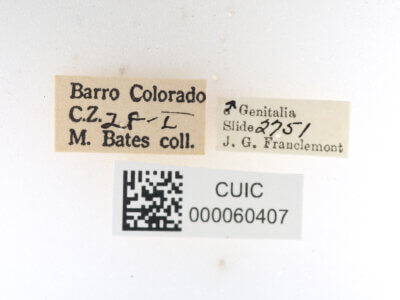 Barro Colorado
C.Z. 28-I
M. Bates coll.
♂ Genitalia
Slide 2751
J. G. Franclemont
CUIC
000060407